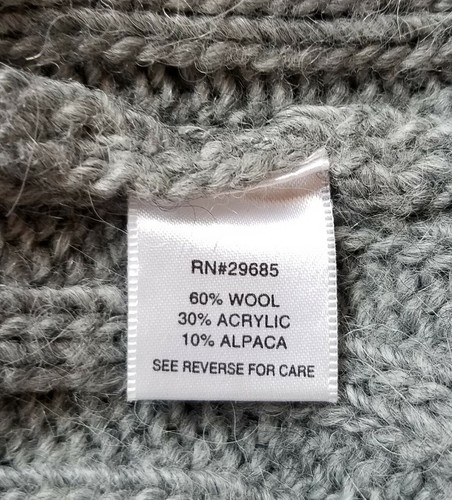 RN#29685
60% WOOL
30% ACRYLIC
10% ALPACA
SEE REVERSE FOR CARE